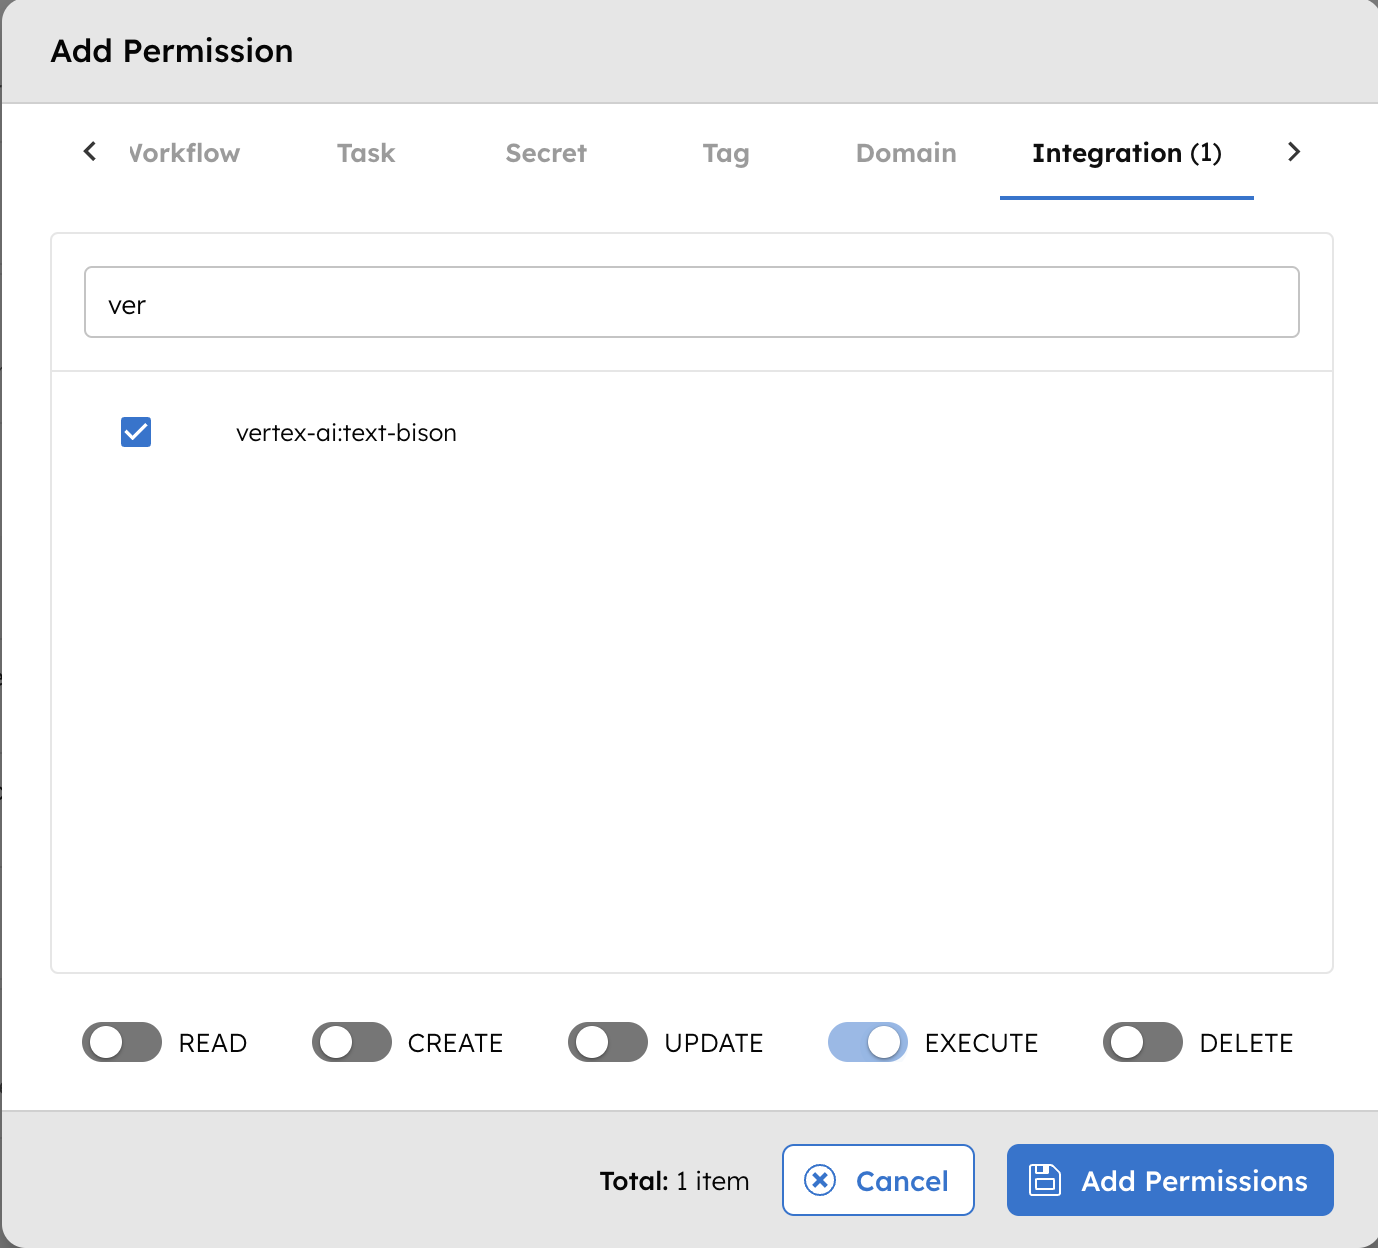 Add Permission
Workflow Task Secret Tag Domain Integration (1)
ver
vertex-ai:text-bison
READ CREATE UPDATE EXECUTE DELETE
Total: 1 item Cancel Add Permissions